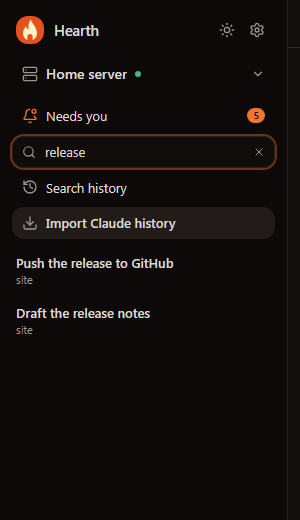 Hearth
Home server
Needs you
5
release
Search history
Import Claude history
Push the release to GitHub
site
Draft the release notes
site